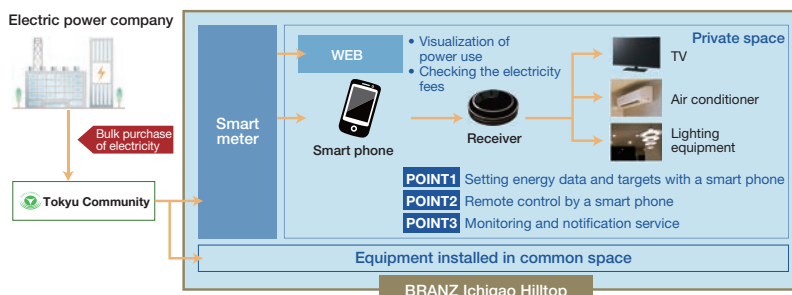 Electric power company
Bulk purchase
of electricity
Tokyu Community
Smart
meter
WEB
• Visualization of
power use
• Checking the electricity
fees
Smart phone
Receiver
Private space
TV
Air conditioner
Lighting
equipment
POINT1 Setting energy data and targets with a smart phone
POINT2 Remote control by a smart phone
POINT3 Monitoring and notification service
Equipment installed in common space
BRANZ Ichigao Hilltop